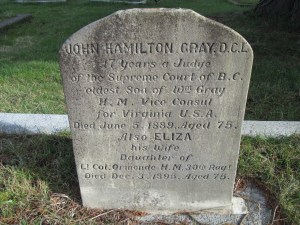 JOHN HAMILTON GRAY, D.C.L.
17 years a Judge
of the Supreme Court of B.C.
oldest Son of Wm Gray
H.M. Vice Consul
for Virginia U.S.A.
Died June 5, 1889, Aged 75.
Also ELIZA
his Wife
Daughter of
Lt Col. Ormonde H.M. 30th Regt
Died Dec. 1895, Aged 75.